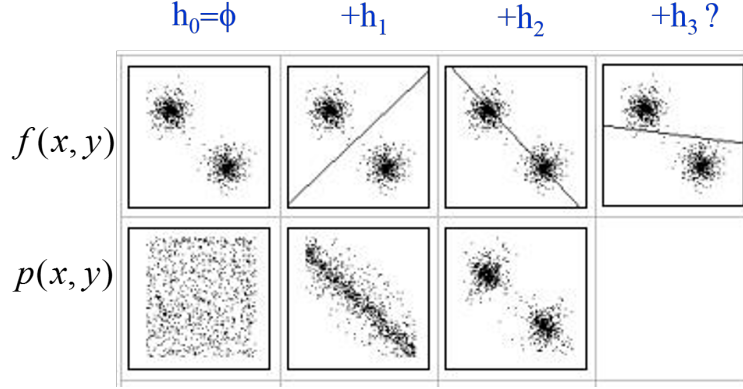 h₀=ϕ +h₁ +h₂ +h₃ ?
f(x, y)
p(x, y)